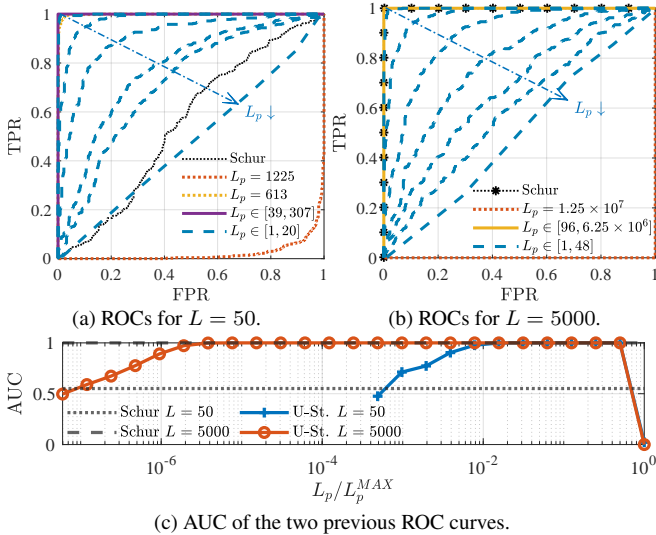 1
0.8
0.6
0.4
0.2
0
TPR
0 0.2 0.4 0.6 0.8 1
FPR
L_p ↓
Schur
L_p = 1225
L_p = 613
L_p ∈ [39, 307]
L_p ∈ [1, 20]
(a) ROCs for L = 50.
1
0.8
0.6
0.4
0.2
0
TPR
0 0.2 0.4 0.6 0.8 1
FPR
L_p ↓
Schur
L_p = 1.25 × 10^7
L_p ∈ [96, 6.25 × 10^6]
L_p ∈ [1, 48]
(b) ROCs for L = 5000.
1
0.5
0
AUC
Schur L = 50
Schur L = 5000
U-St. L = 50
U-St. L = 5000
10^-6 10^-4 10^-2 10^0
L_p/L_p^{MAX}
(c) AUC of the two previous ROC curves.